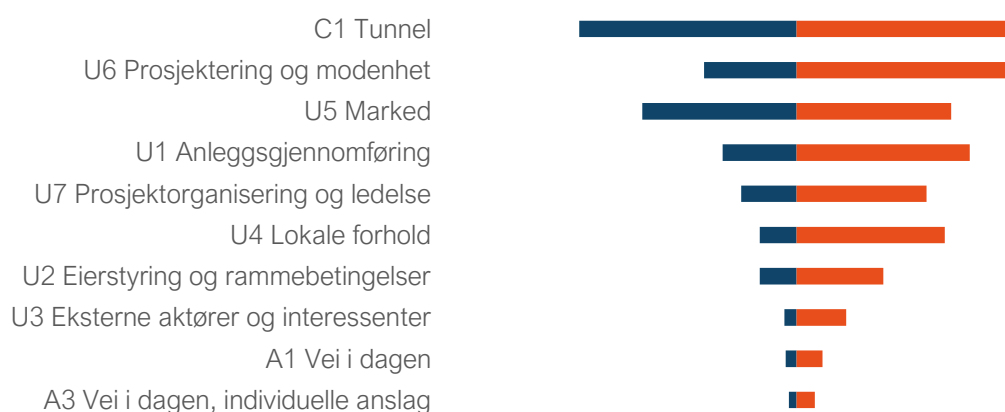 C1 Tunnel
U6 Prosjektering og modenhet
U5 Marked
U1 Anleggsgjennomføring
U7 Prosjektorganisering og ledelse
U4 Lokale forhold
U2 Eierstyring og rammebetingelser
U3 Eksterne aktører og interessenter
A1 Vei i dagen
A3 Vei i dagen, individuelle anslag